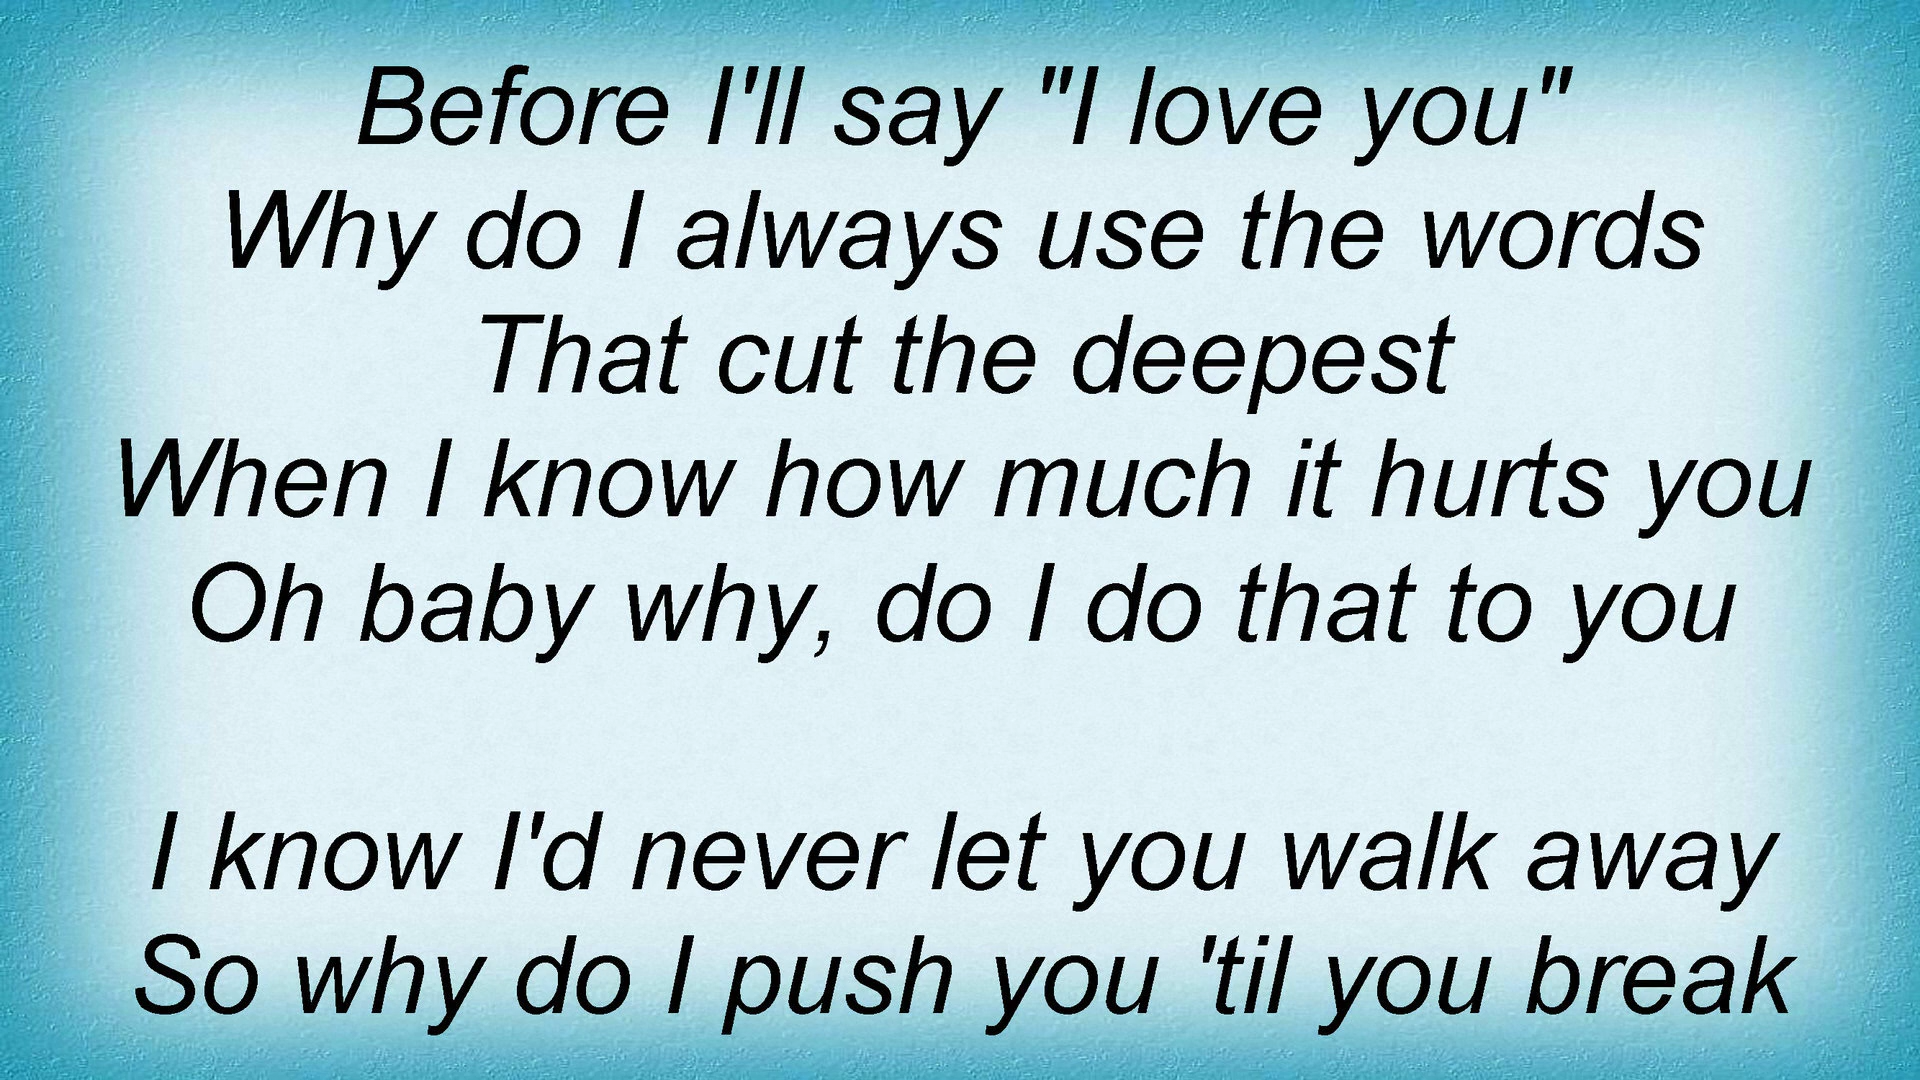 Before I'll say "I love you"
Why do I always use the words
That cut the deepest
When I know how much it hurts you
Oh baby why, do I do that to you
I know I'd never let you walk away
So why do I push you 'til you break